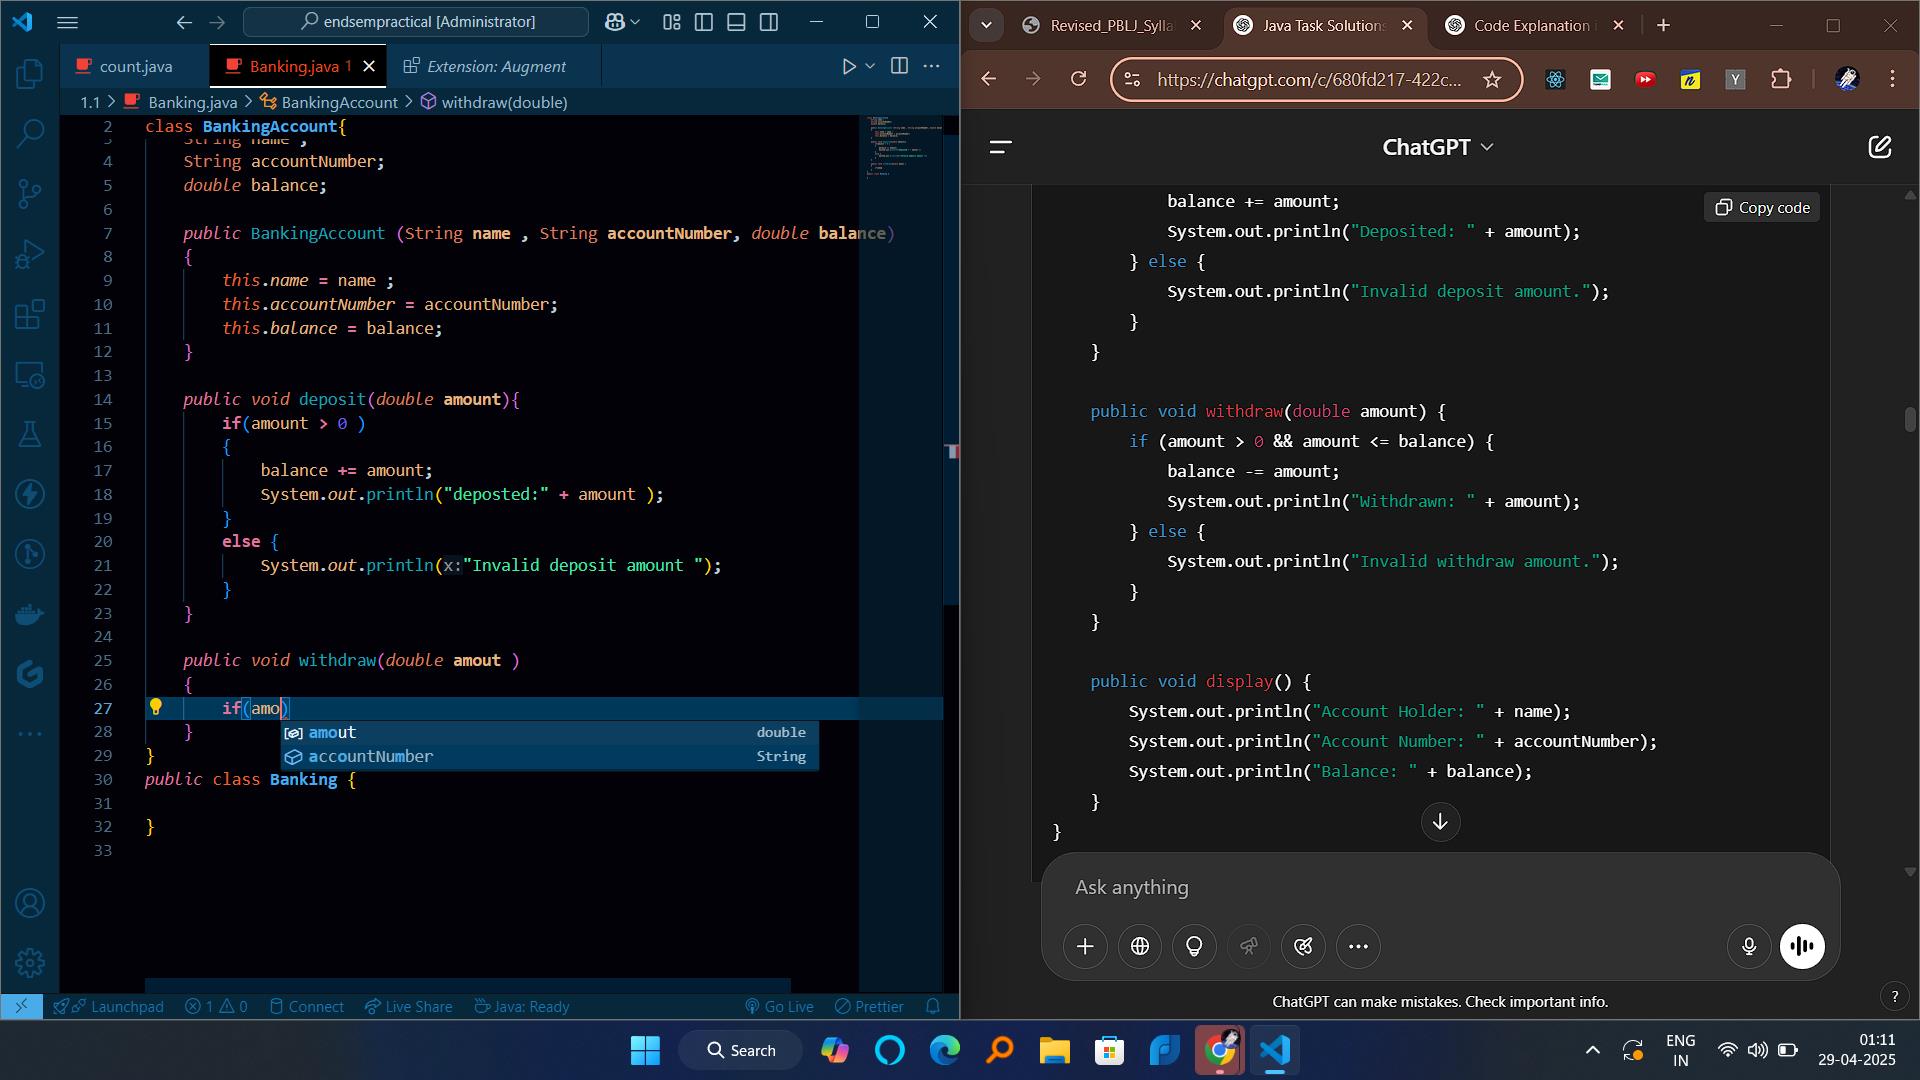 endsempractical [Administrator]
count.java
Banking.java 1
Extension: Augment
1.1 > Banking.java > BankingAccount > withdraw(double)
2 class BankingAccount{
3 String name ;
4 String accountNumber;
5 double balance;
6
7 public BankingAccount (String name , String accountNumber, double balance)
8 {
9 this.name = name ;
10 this.accountNumber = accountNumber;
11 this.balance = balance;
12 }
13
14 public void deposit(double amount){
15 if(amount > 0 )
16 {
17 balance += amount;
18 System.out.println("deposted:" + amount );
19 }
20 else {
21 System.out.println(x:"Invalid deposit amount ");
22 }
23 }
24
25 public void withdraw(double amout )
26 {
27 if(amo)
28 }
amout double
29 }
accountNumber String
30 public class Banking {
31
32 }
33
Launchpad 1 0 Connect Live Share Java: Ready Go Live Prettier
Revised_PBLJ_Sylla
Java Task Solutions
Code Explanation i
https://chatgpt.com/c/680fd217-422c...
ChatGPT
Copy code
balance += amount;
System.out.println("Deposited: " + amount);
} else {
System.out.println("Invalid deposit amount.");
}
}
public void withdraw(double amount) {
if (amount > 0 && amount <= balance) {
balance -= amount;
System.out.println("Withdrawn: " + amount);
} else {
System.out.println("Invalid withdraw amount.");
}
}
public void display() {
System.out.println("Account Holder: " + name);
System.out.println("Account Number: " + accountNumber);
System.out.println("Balance: " + balance);
}
}
Ask anything
ChatGPT can make mistakes. Check important info.
?
Search
ENG
IN
01:11
29-04-2025